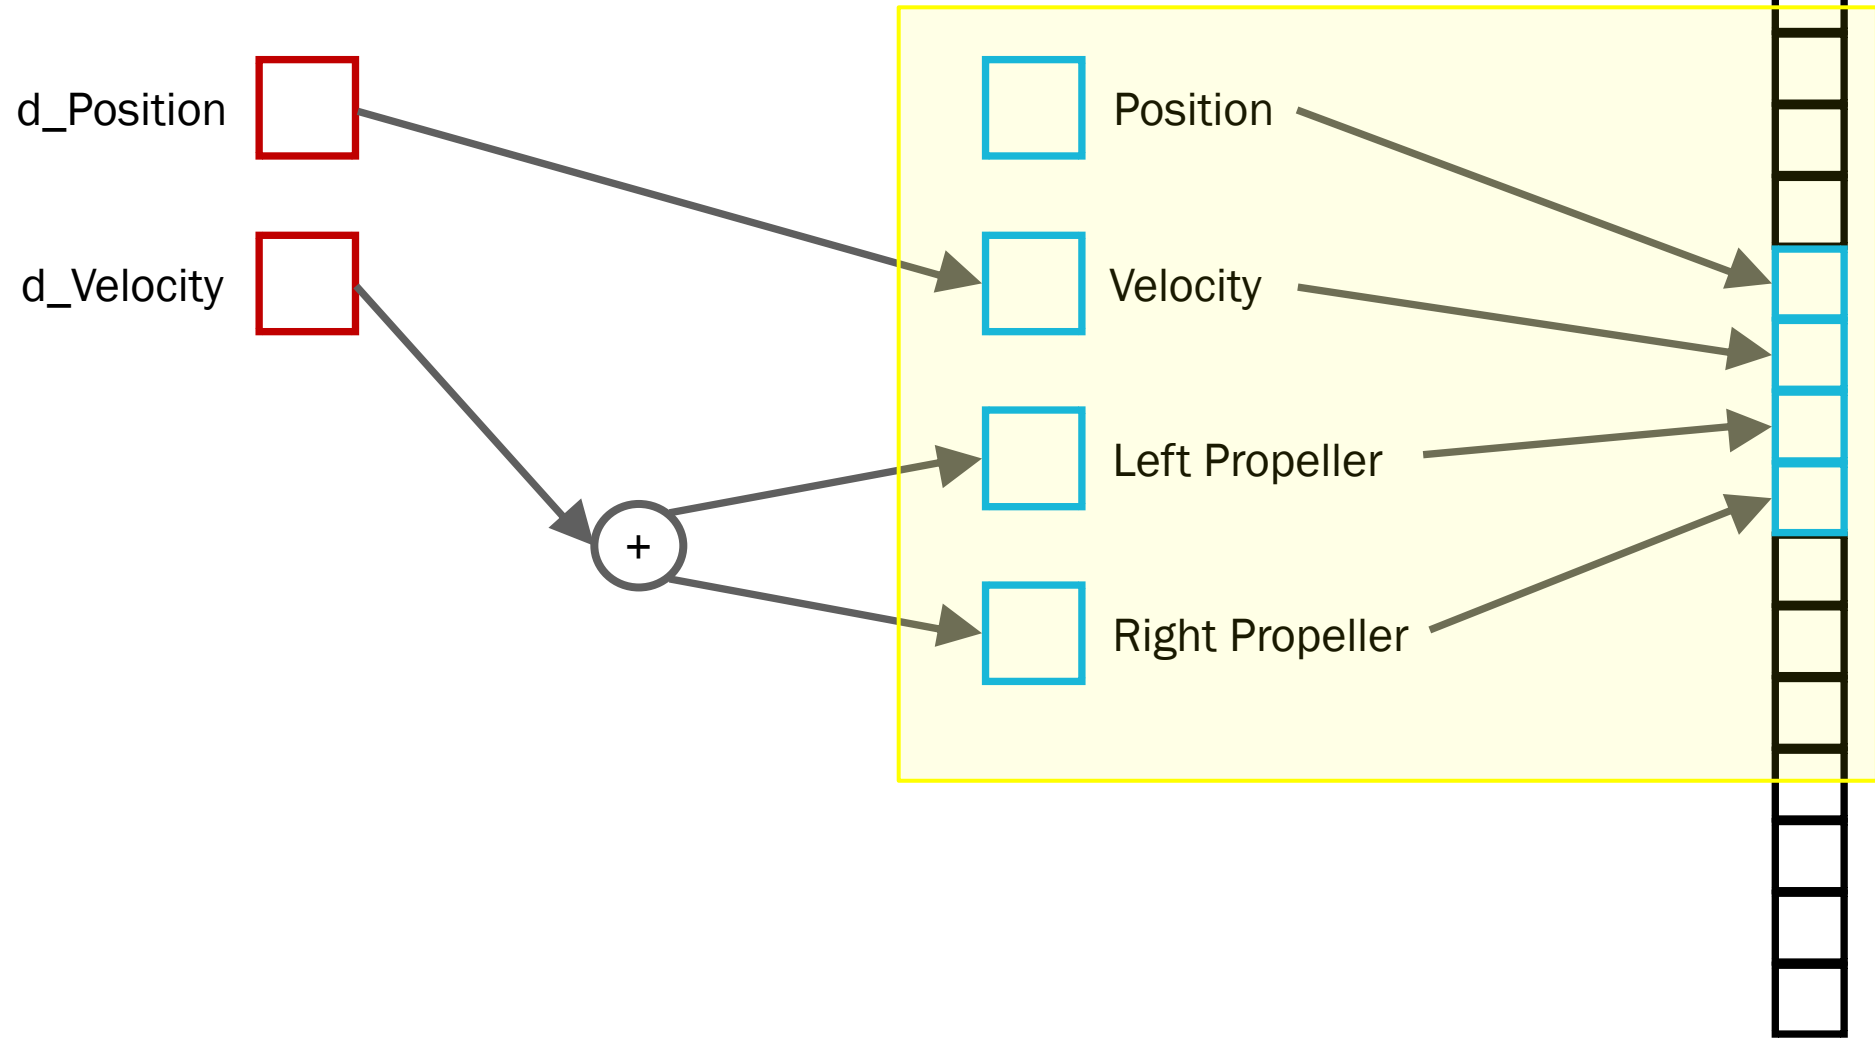 d_Position
Position
d_Velocity
Velocity
Left Propeller
+
Right Propeller